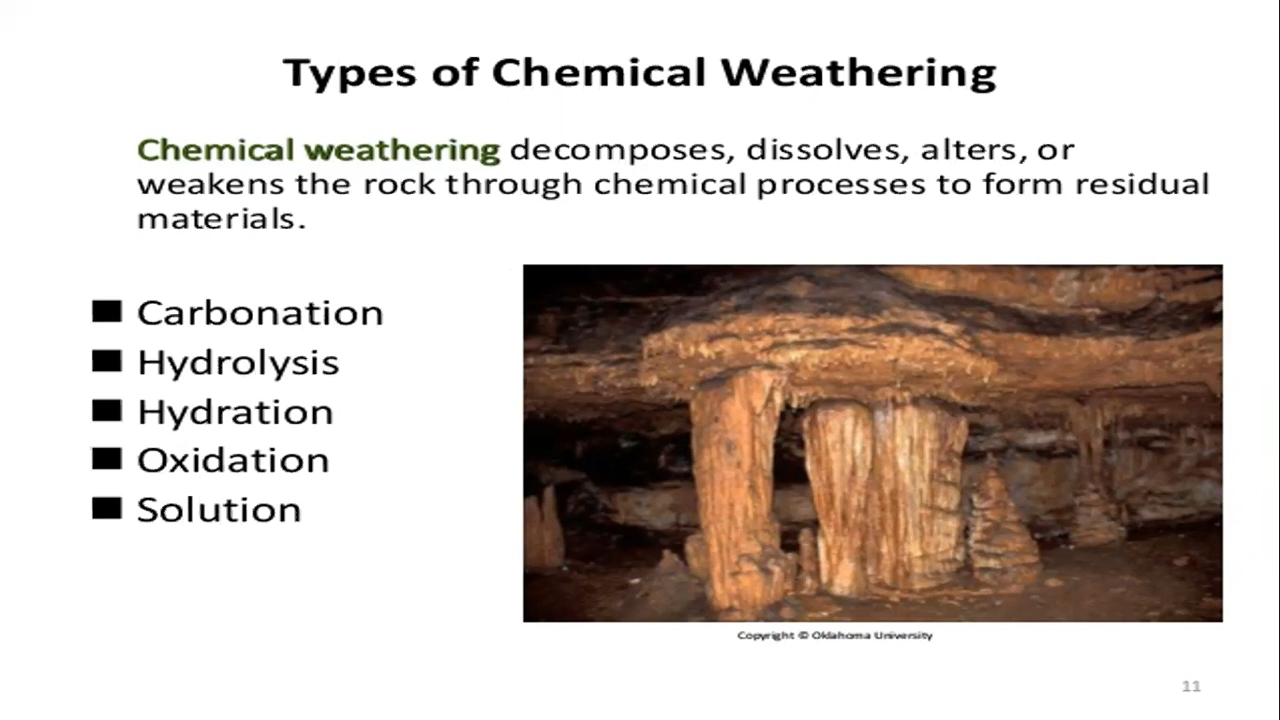 Types of Chemical Weathering
Chemical weathering decomposes, dissolves, alters, or
weakens the rock through chemical processes to form residual
materials.
Carbonation
Hydrolysis
Hydration
Oxidation
Solution
Copyright © Oklahoma University
11